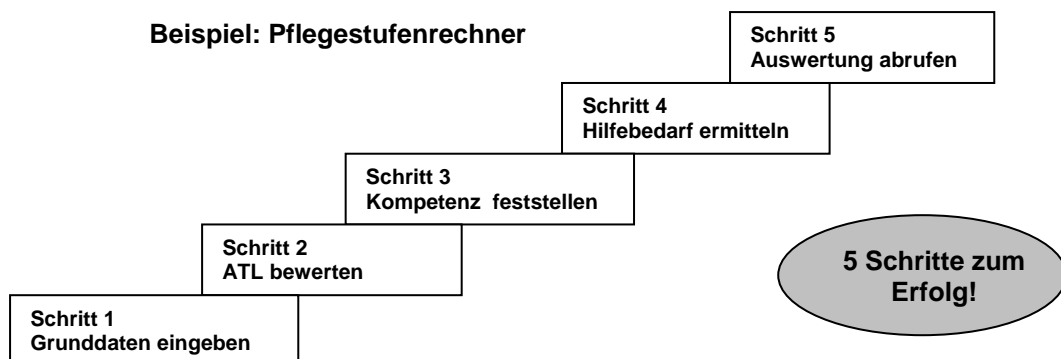 Beispiel: Pflegestufenrechner
Schritt 5
Auswertung abrufen
Schritt 4
Hilfebedarf ermitteln
Schritt 3
Kompetenz  feststellen
Schritt 2
ATL bewerten
5 Schritte zum
Erfolg!
Schritt 1
Grunddaten eingeben